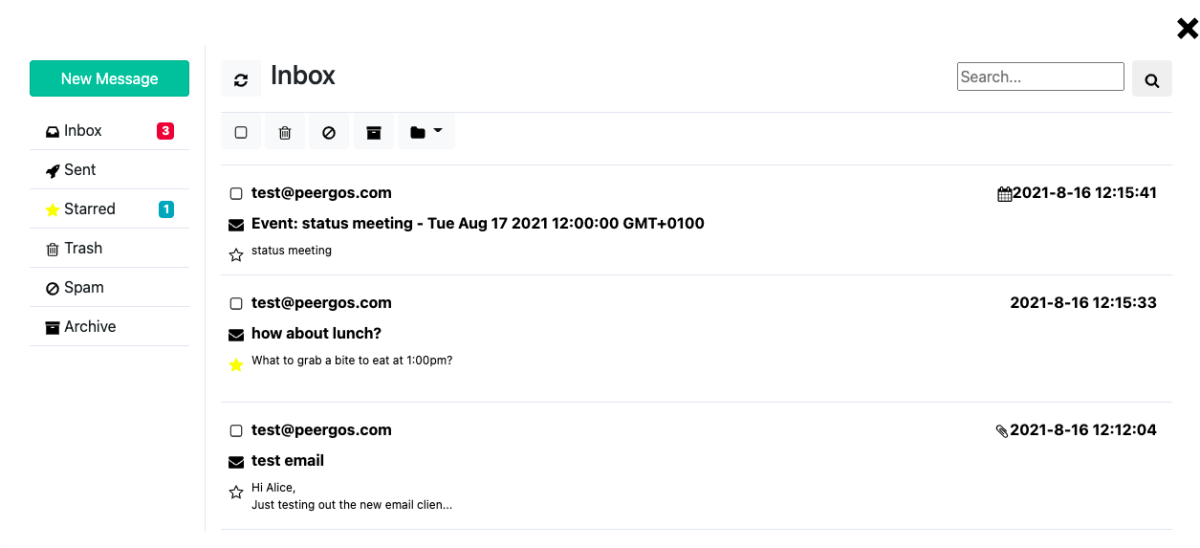 New Message
Inbox 3
Sent
Starred 1
Trash
Spam
Archive
Inbox
Search...
test@peergos.com 2021-8-16 12:15:41
Event: status meeting - Tue Aug 17 2021 12:00:00 GMT+0100
status meeting
test@peergos.com 2021-8-16 12:15:33
how about lunch?
What to grab a bite to eat at 1:00pm?
test@peergos.com 2021-8-16 12:12:04
test email
Hi Alice,
Just testing out the new email clien...